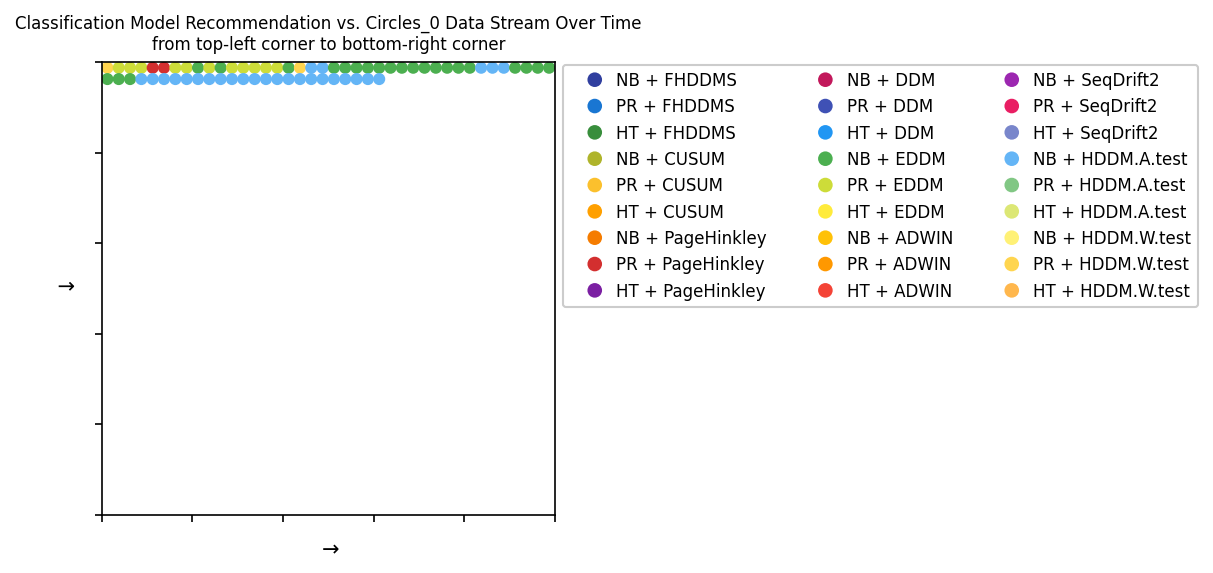 Classification Model Recommendation vs. Circles_0 Data Stream Over Time
from top-left corner to bottom-right corner
→
→
NB + FHDDMS
PR + FHDDMS
HT + FHDDMS
NB + CUSUM
PR + CUSUM
HT + CUSUM
NB + PageHinkley
PR + PageHinkley
HT + PageHinkley
NB + DDM
PR + DDM
HT + DDM
NB + EDDM
PR + EDDM
HT + EDDM
NB + ADWIN
PR + ADWIN
HT + ADWIN
NB + SeqDrift2
PR + SeqDrift2
HT + SeqDrift2
NB + HDDM.A.test
PR + HDDM.A.test
HT + HDDM.A.test
NB + HDDM.W.test
PR + HDDM.W.test
HT + HDDM.W.test